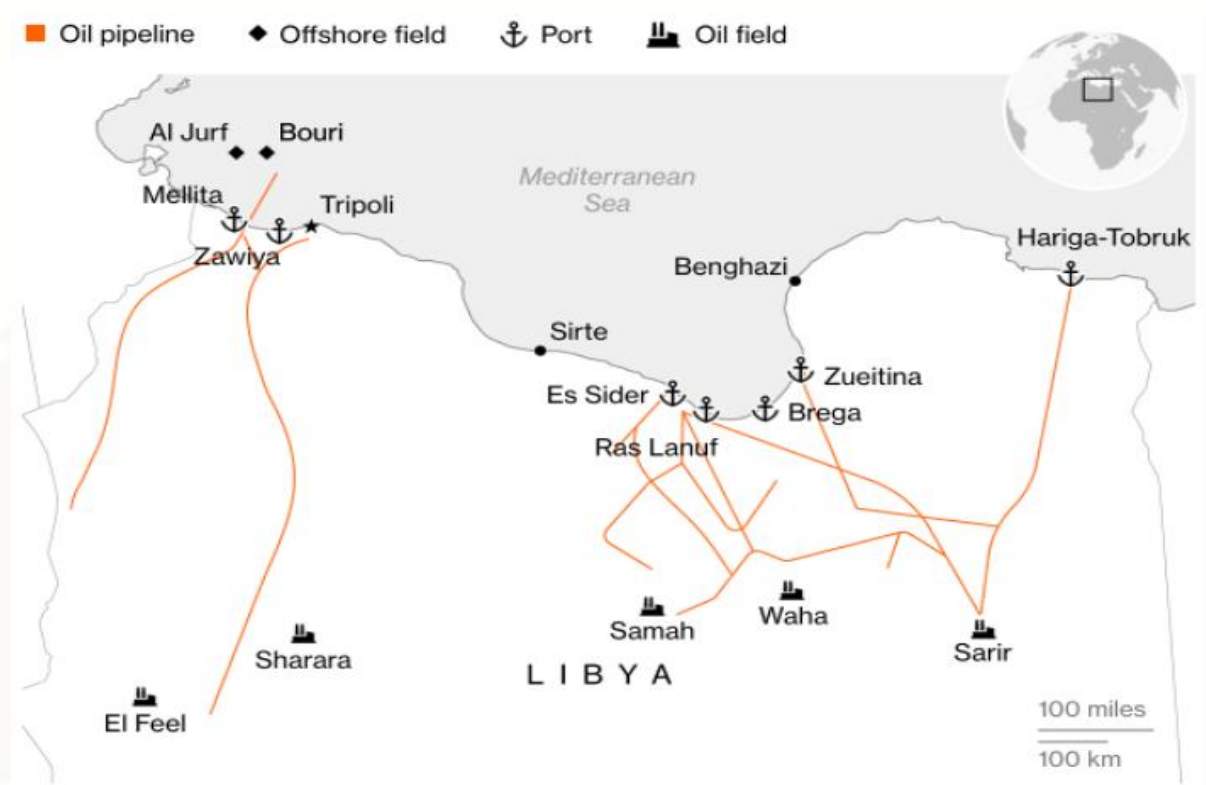 Oil pipeline
Offshore field
Port
Oil field
Al Jurf
Bouri
Mediterranean
Sea
Mellita
Tripoli
Zawiya
Hariga-Tobruk
Benghazi
Sirte
Es Sider
Zueitina
Brega
Ras Lanuf
Samah
Waha
Sharara
Sarir
LIBYA
El Feel
100 miles
100 km